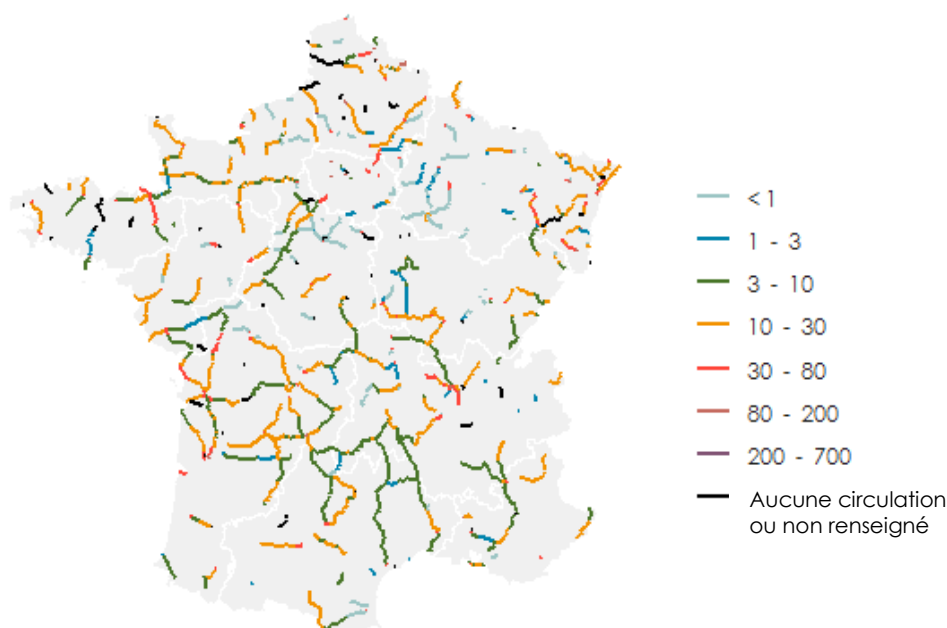 < 1
1 - 3
3 - 10
10 - 30
30 - 80
80 - 200
200 - 700
Aucune circulation
ou non renseigné